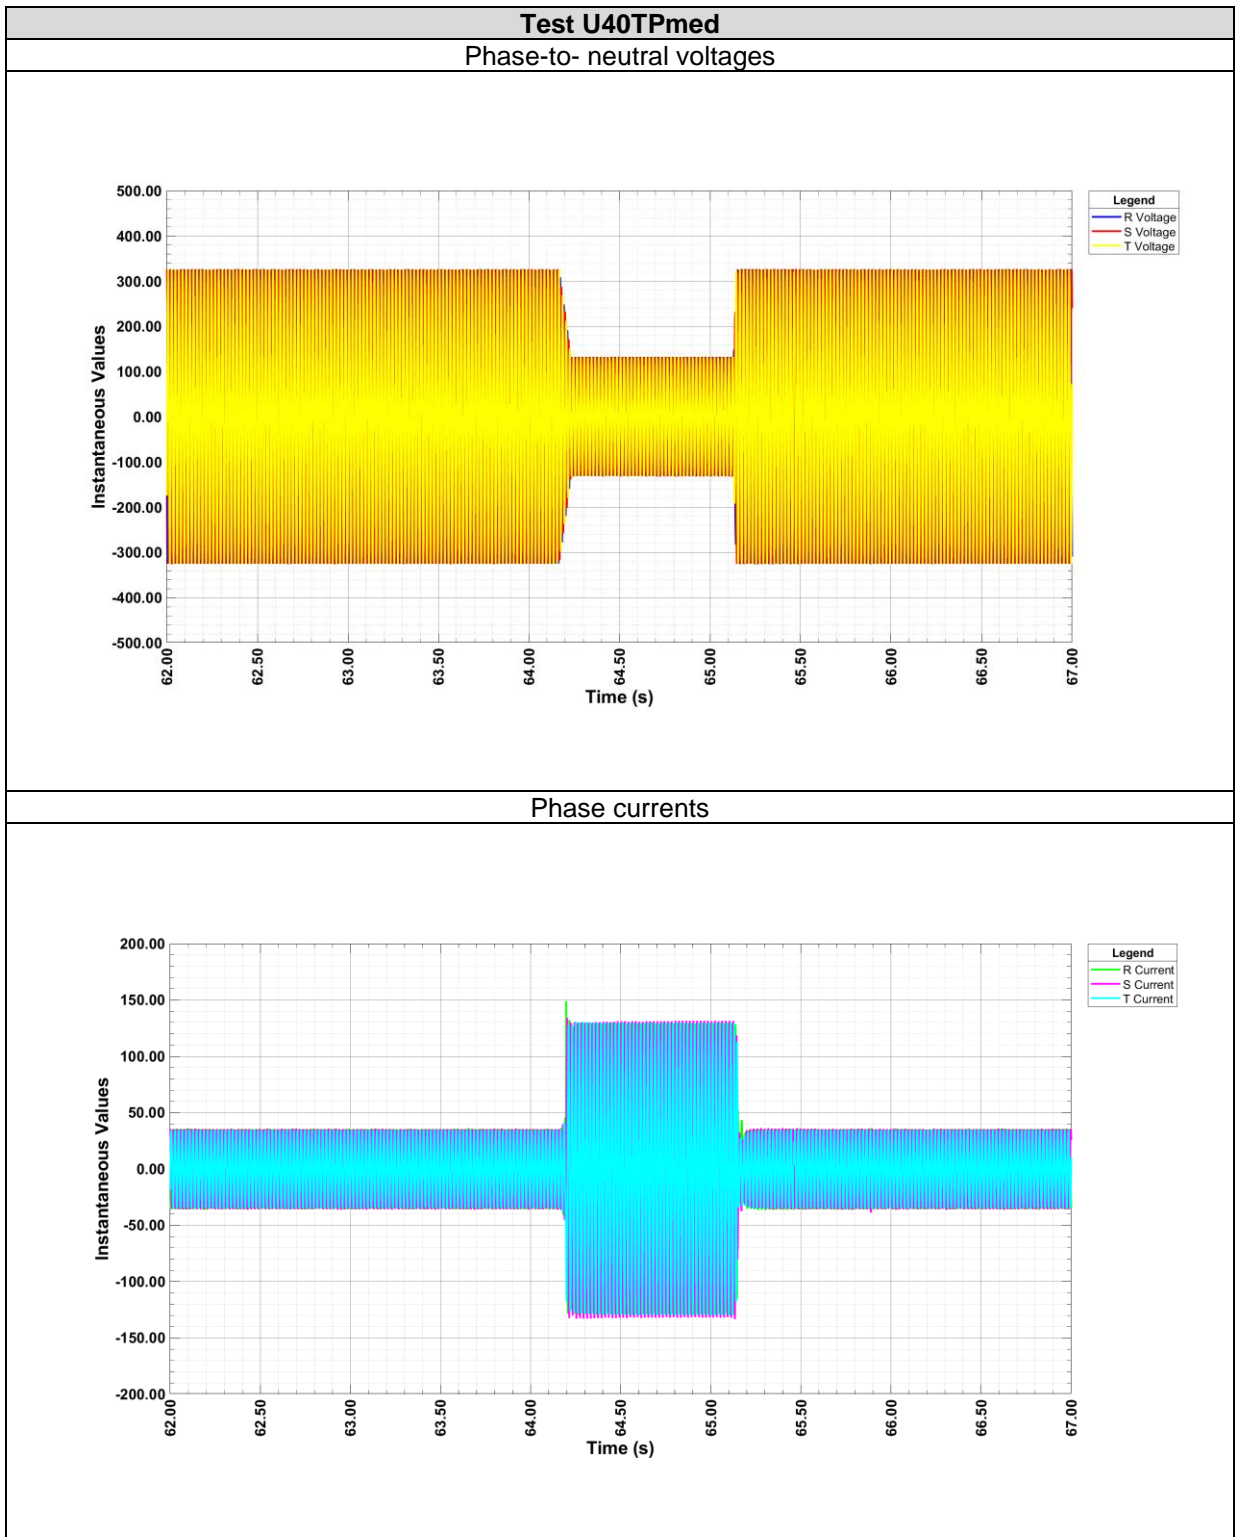 Test U40TPmed
Phase-to- neutral voltages
500.00
400.00
300.00
200.00
100.00
0.00
-100.00
-200.00
-300.00
-400.00
-500.00
Instantaneous Values
62.00
62.50
63.00
63.50
64.00
64.50
65.00
65.50
66.00
66.50
67.00
Time (s)
Legend
R Voltage
S Voltage
T Voltage
Phase currents
200.00
150.00
100.00
50.00
0.00
-50.00
-100.00
-150.00
-200.00
Instantaneous Values
62.00
62.50
63.00
63.50
64.00
64.50
65.00
65.50
66.00
66.50
67.00
Time (s)
Legend
R Current
S Current
T Current